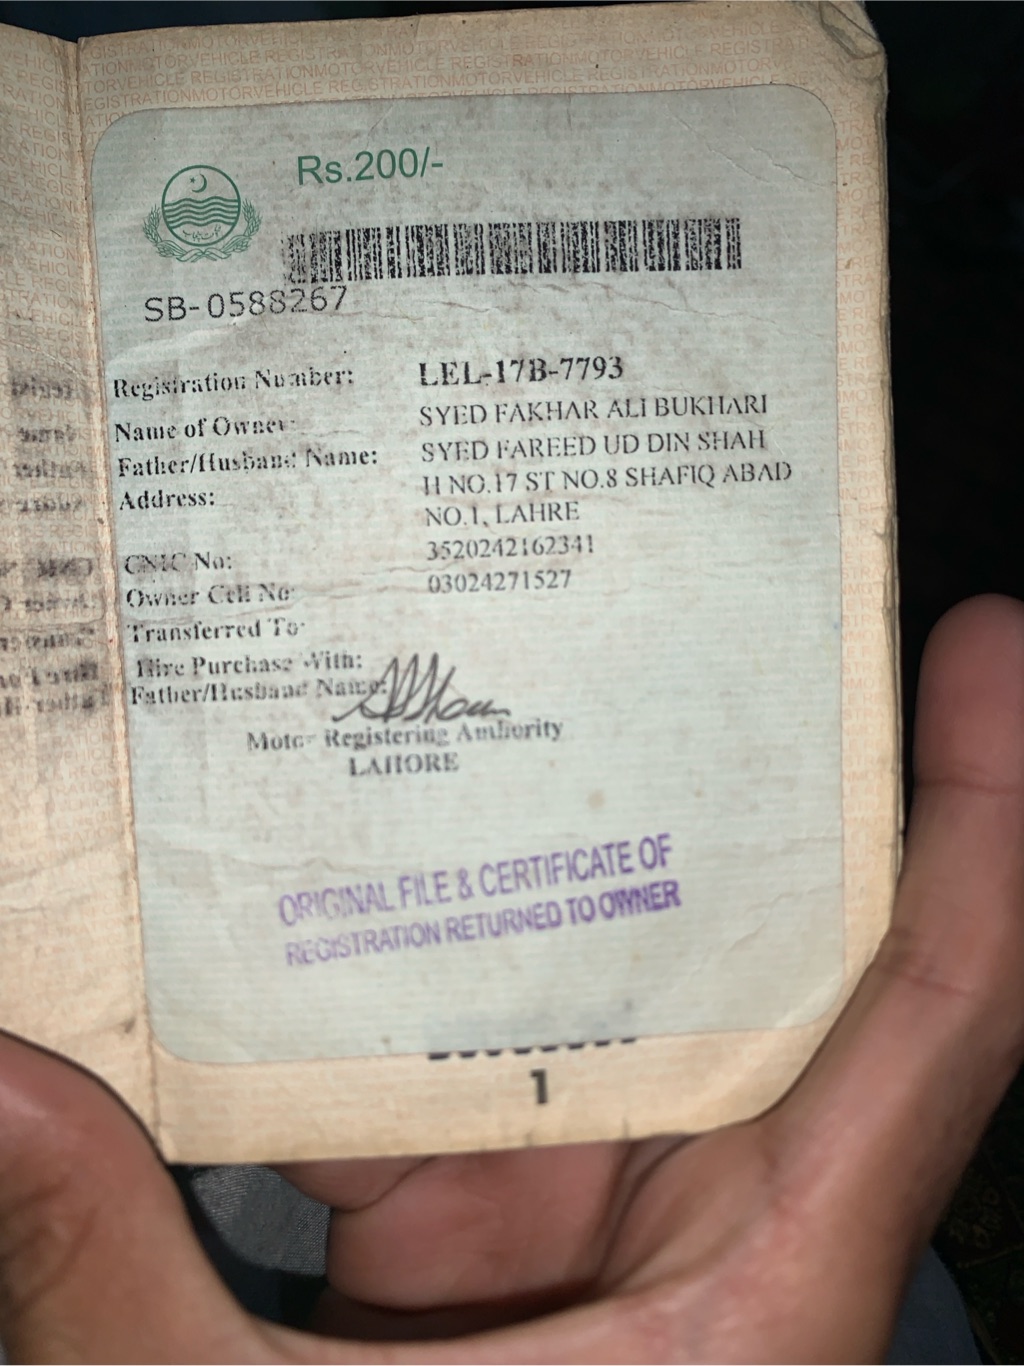 Rs.200/-
SB-0588267
Registration Number: LEL-17B-7793
Name of Owner: SYED FAKHAR ALI BUKHARI
Father/Husband Name: SYED FAREED UD DIN SHAH
Address: H NO.17 ST NO.8 SHAFIQ ABAD
NO.1, LAHRE
CNIC No: 3520242162341
Owner Cell No: 03024271527
Transferred To:
Hire Purchase With:
Father/Husband Name:
Motor Registering Authority
LAHORE
ORIGINAL FILE & CERTIFICATE OF
REGISTRATION RETURNED TO OWNER
1